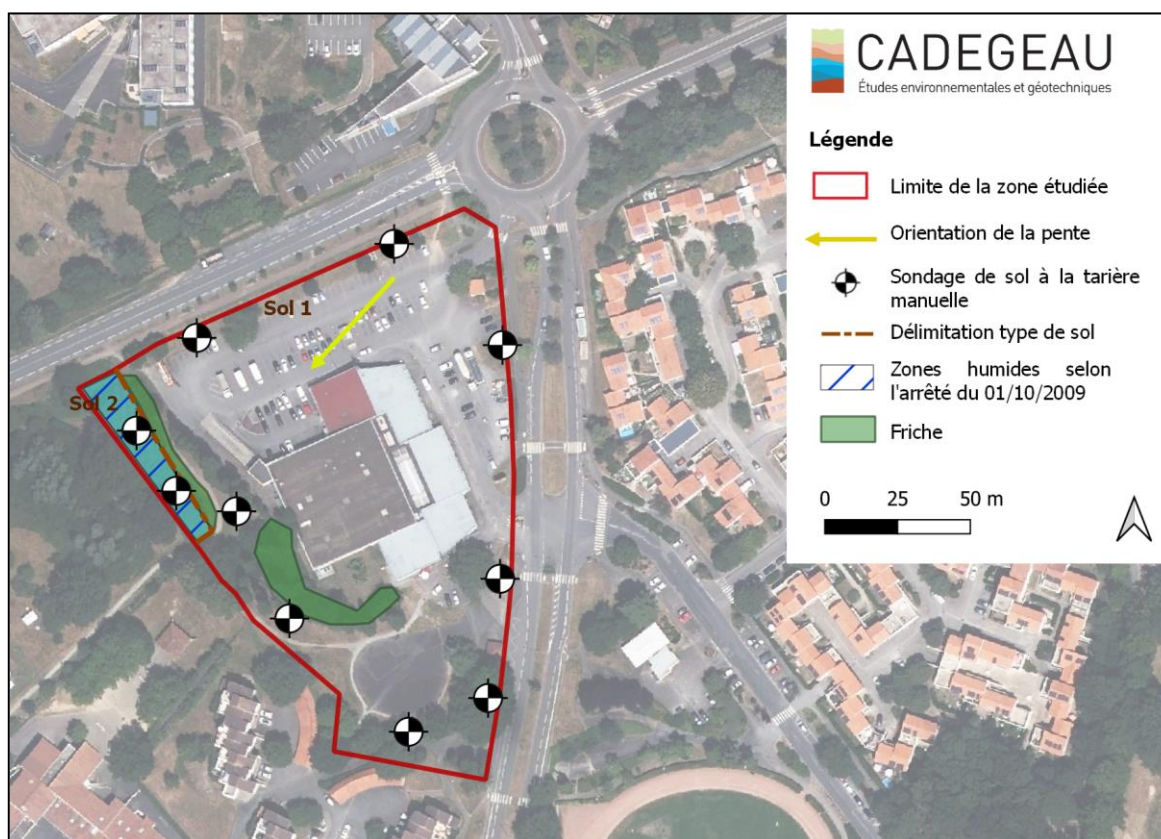 CADEGEAU
Études environnementales et géotechniques
Légende
Limite de la zone étudiée
Orientation de la pente
Sondage de sol à la tarière
manuelle
Délimitation type de sol
Zones humides selon
l'arrêté du 01/10/2009
Friche
0 25 50 m
Sol 1
Sol 2